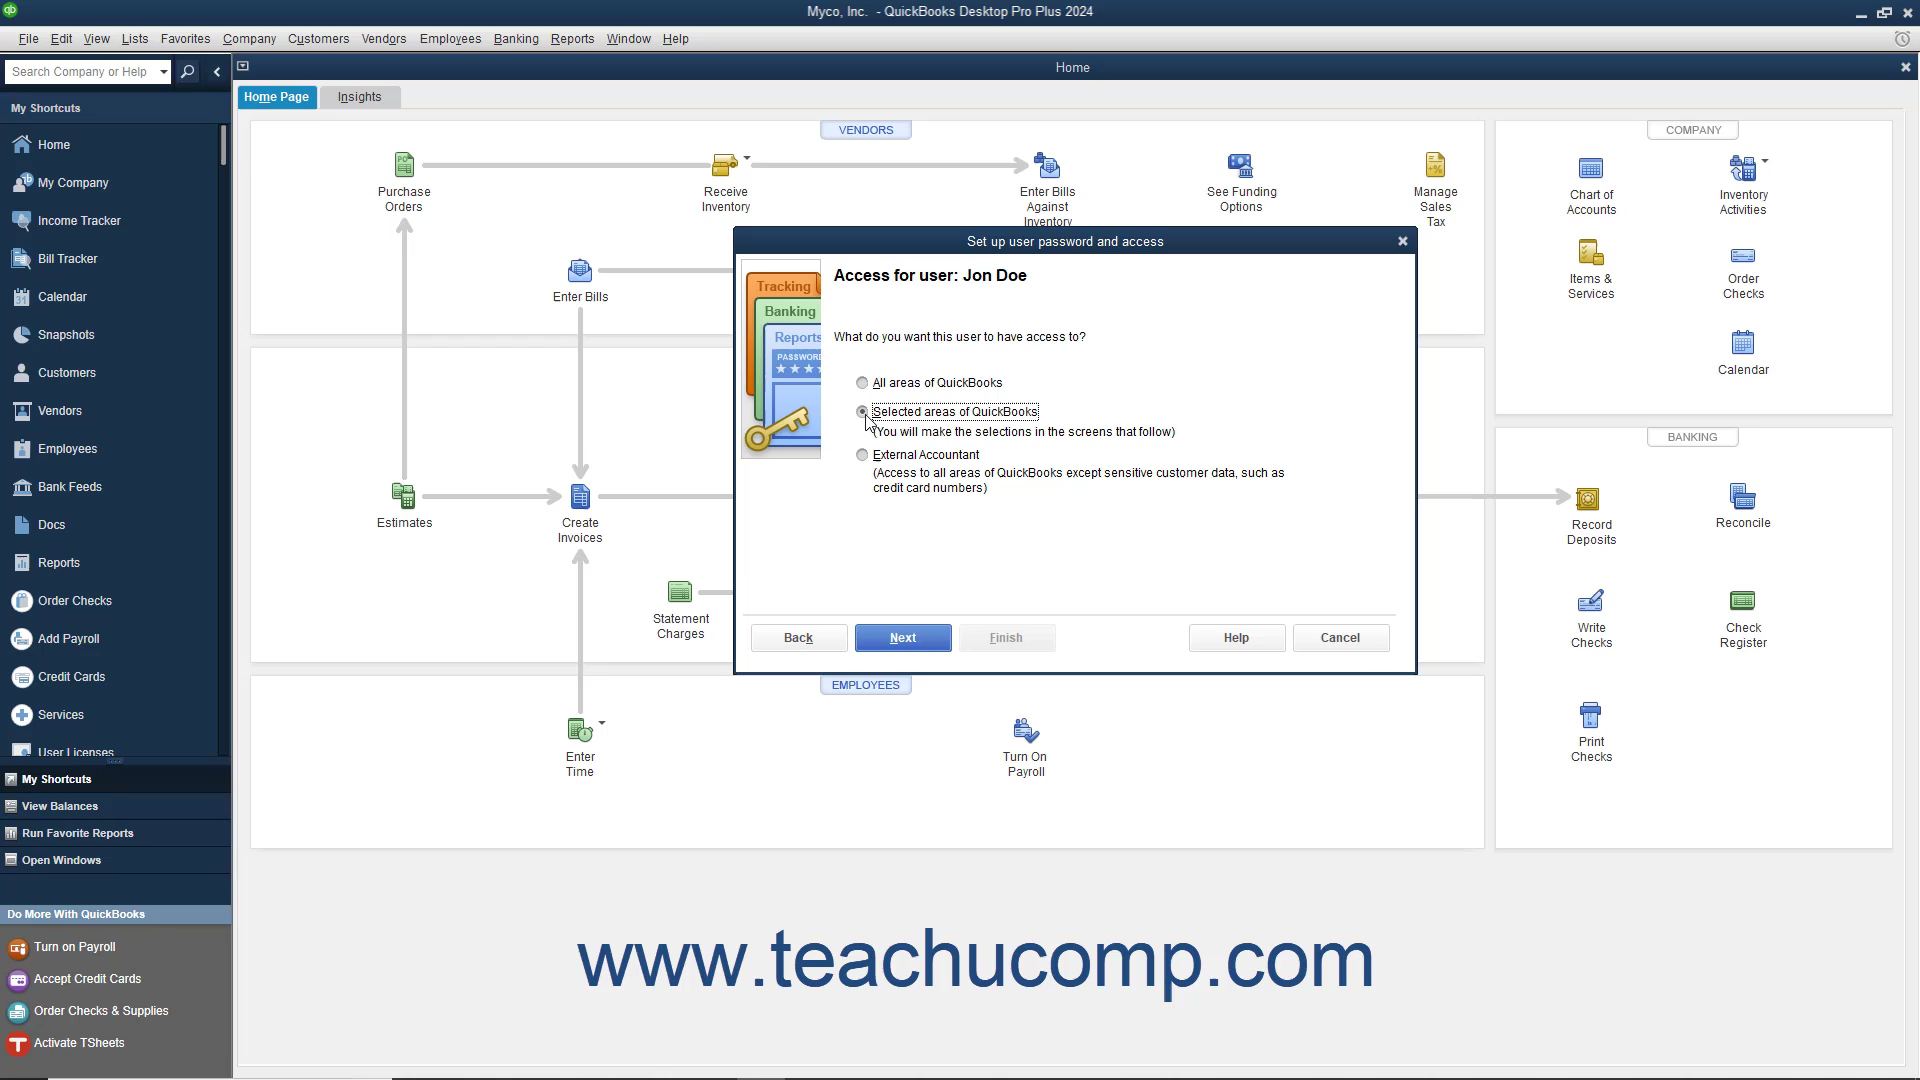 Myco, Inc. - QuickBooks Desktop Pro Plus 2024
File Edit View Lists Favorites Company Customers Vendors Employees Banking Reports Window Help
Search Company or Help
Home
Home Page
Insights
My Shortcuts
Home
My Company
Income Tracker
Bill Tracker
Calendar
Snapshots
Customers
Vendors
Employees
Bank Feeds
Docs
Reports
Order Checks
Add Payroll
Credit Cards
Services
User Licenses
My Shortcuts
View Balances
Run Favorite Reports
Open Windows
Do More With QuickBooks
Turn on Payroll
Accept Credit Cards
Order Checks & Supplies
Activate TSheets
VENDORS
Purchase
Orders
Receive
Inventory
Enter Bills
Against
Inventory
See Funding
Options
Manage
Sales
Tax
Enter Bills
Estimates
Create
Invoices
Statement
Charges
EMPLOYEES
Enter
Time
Turn On
Payroll
COMPANY
Chart of
Accounts
Inventory
Activities
Items &
Services
Order
Checks
Calendar
BANKING
Record
Deposits
Reconcile
Write
Checks
Check
Register
Print
Checks
Set up user password and access
Tracking
Banking
Reports
PASSWORD
Access for user: Jon Doe
What do you want this user to have access to?
All areas of QuickBooks
Selected areas of QuickBooks
(You will make the selections in the screens that follow)
External Accountant
(Access to all areas of QuickBooks except sensitive customer data, such as
credit card numbers)
Back
Next
Finish
Help
Cancel
www.teachucomp.com